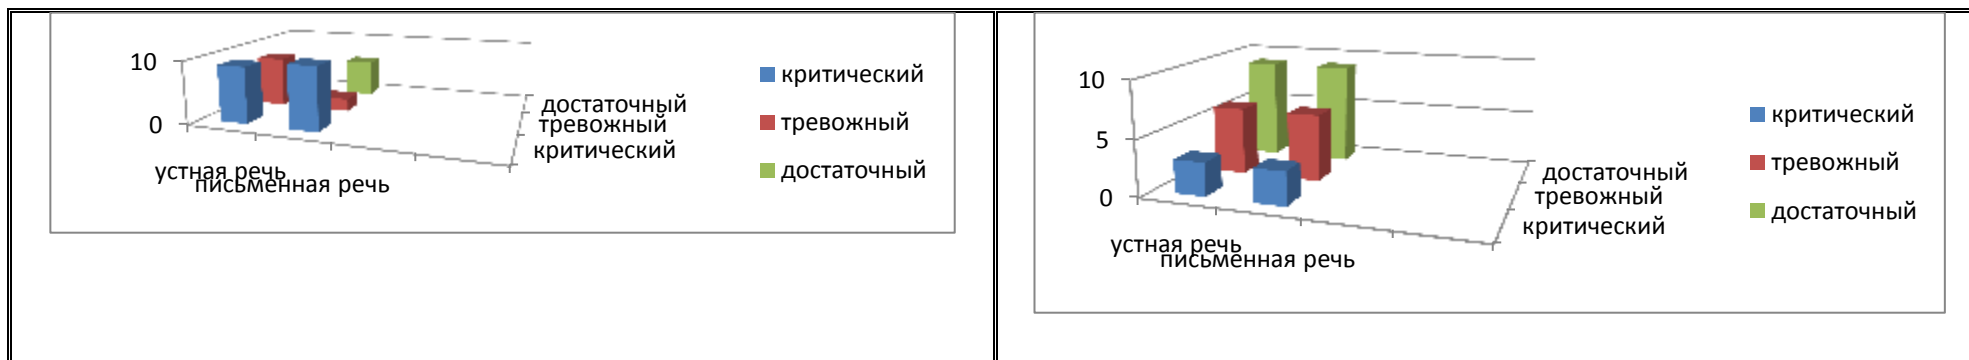 10
0
устная речь
письменная речь
достаточный
тревожный
критический
критический
тревожный
достаточный
10
5
0
устная речь
письменная речь
достаточный
тревожный
критический
критический
тревожный
достаточный